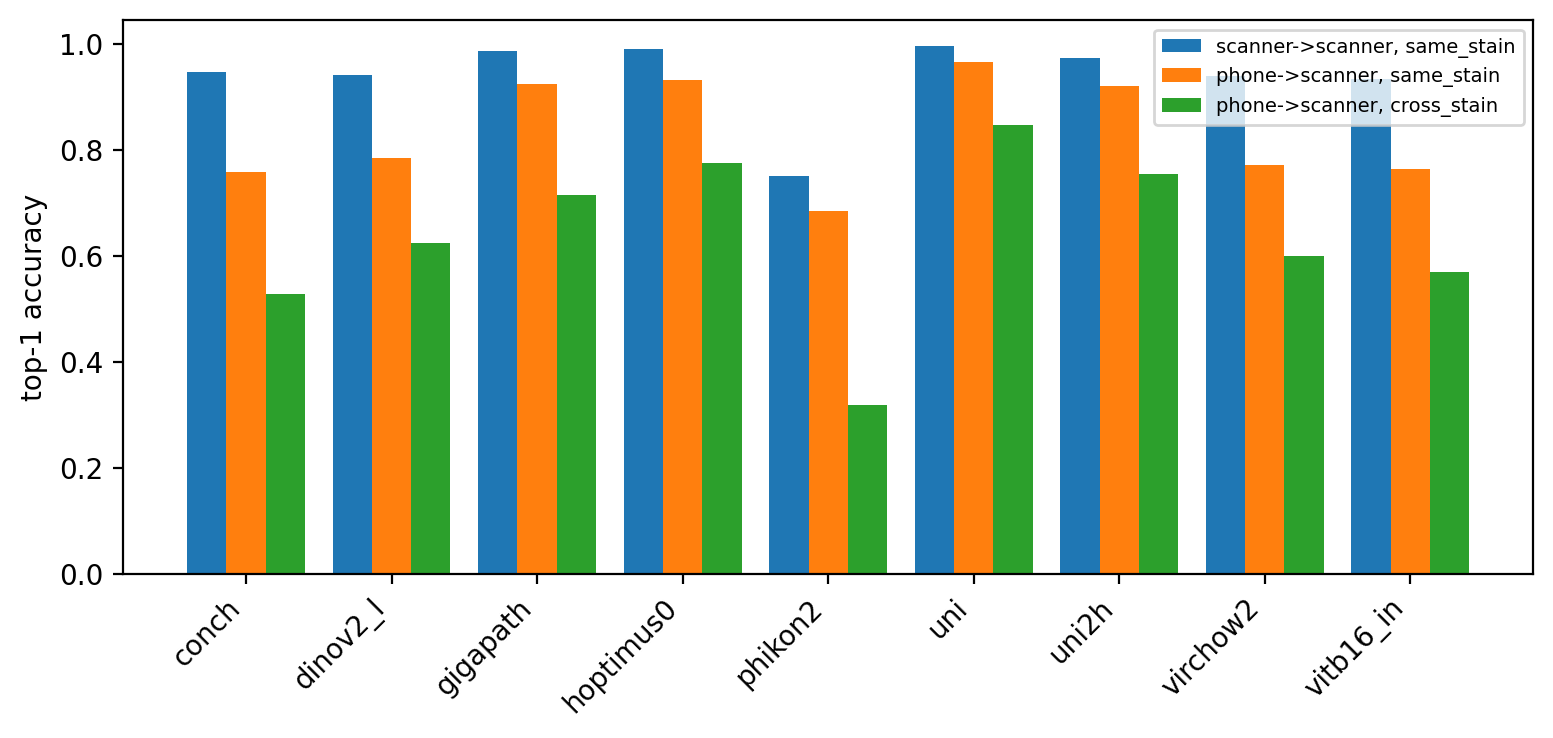 scanner->scanner, same_stain
phone->scanner, same_stain
phone->scanner, cross_stain
top-1 accuracy
1.0
0.8
0.6
0.4
0.2
0.0
conch
dinov2_l
gigapath
hoptimus0
phikon2
uni
uni2h
virchow2
vitb16_in